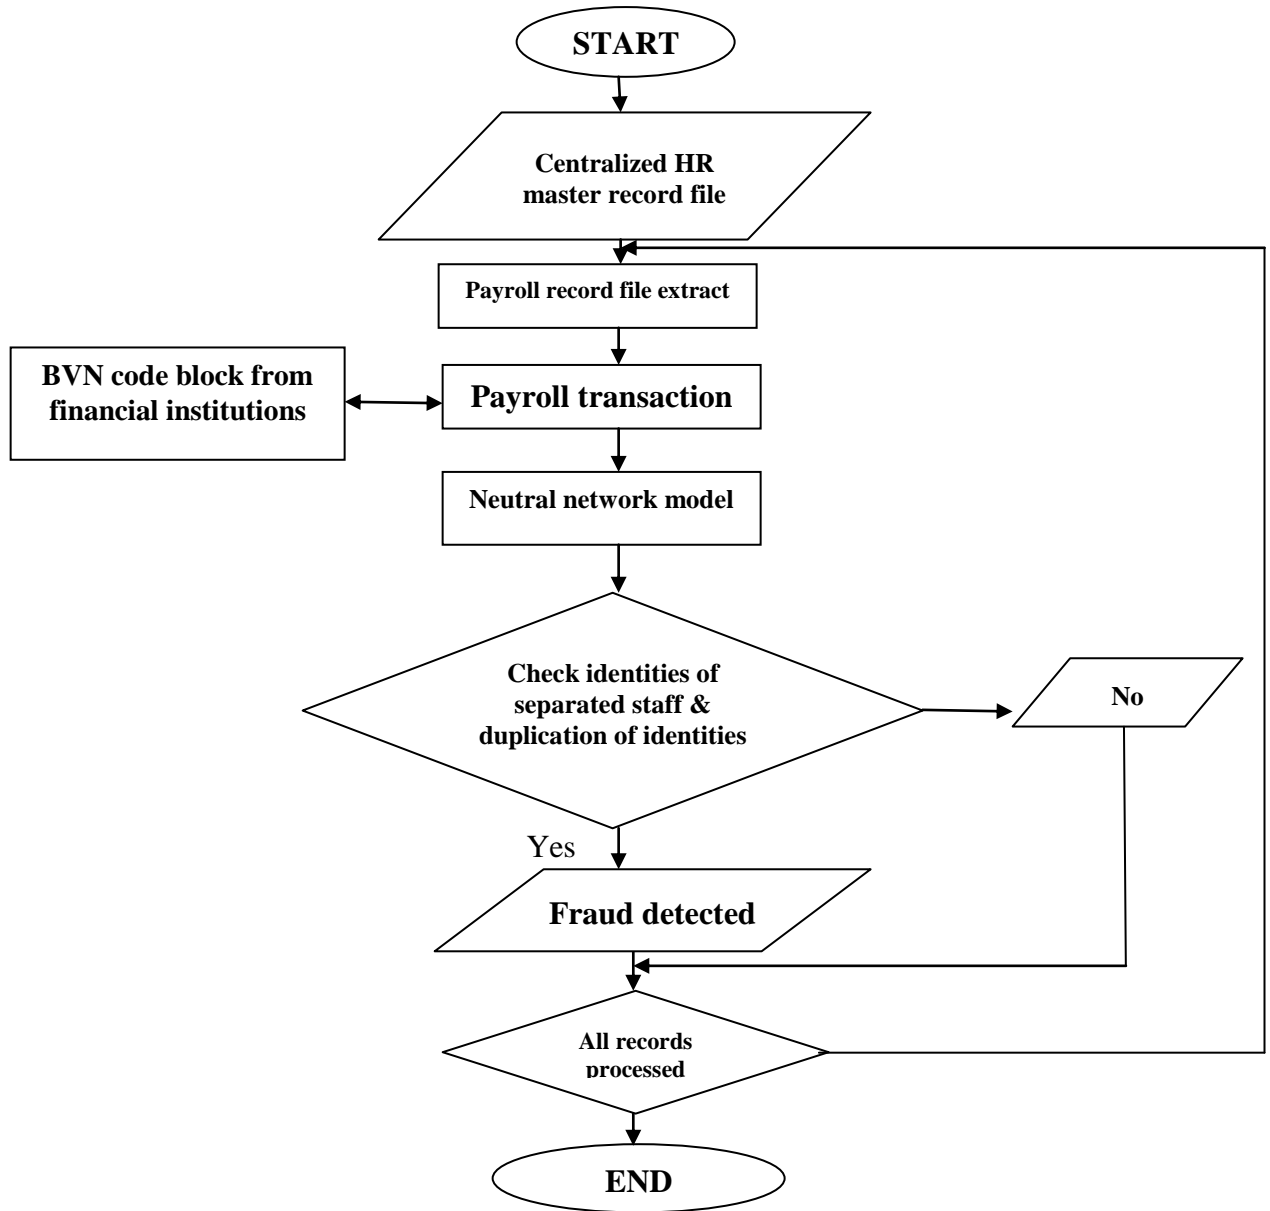 START
Centralized HR
master record file
Payroll record file extract
BVN code block from
financial institutions
Payroll transaction
Neutral network model
Check identities of
separated staff &
duplication of identities
No
Yes
Fraud detected
All records
processed
END